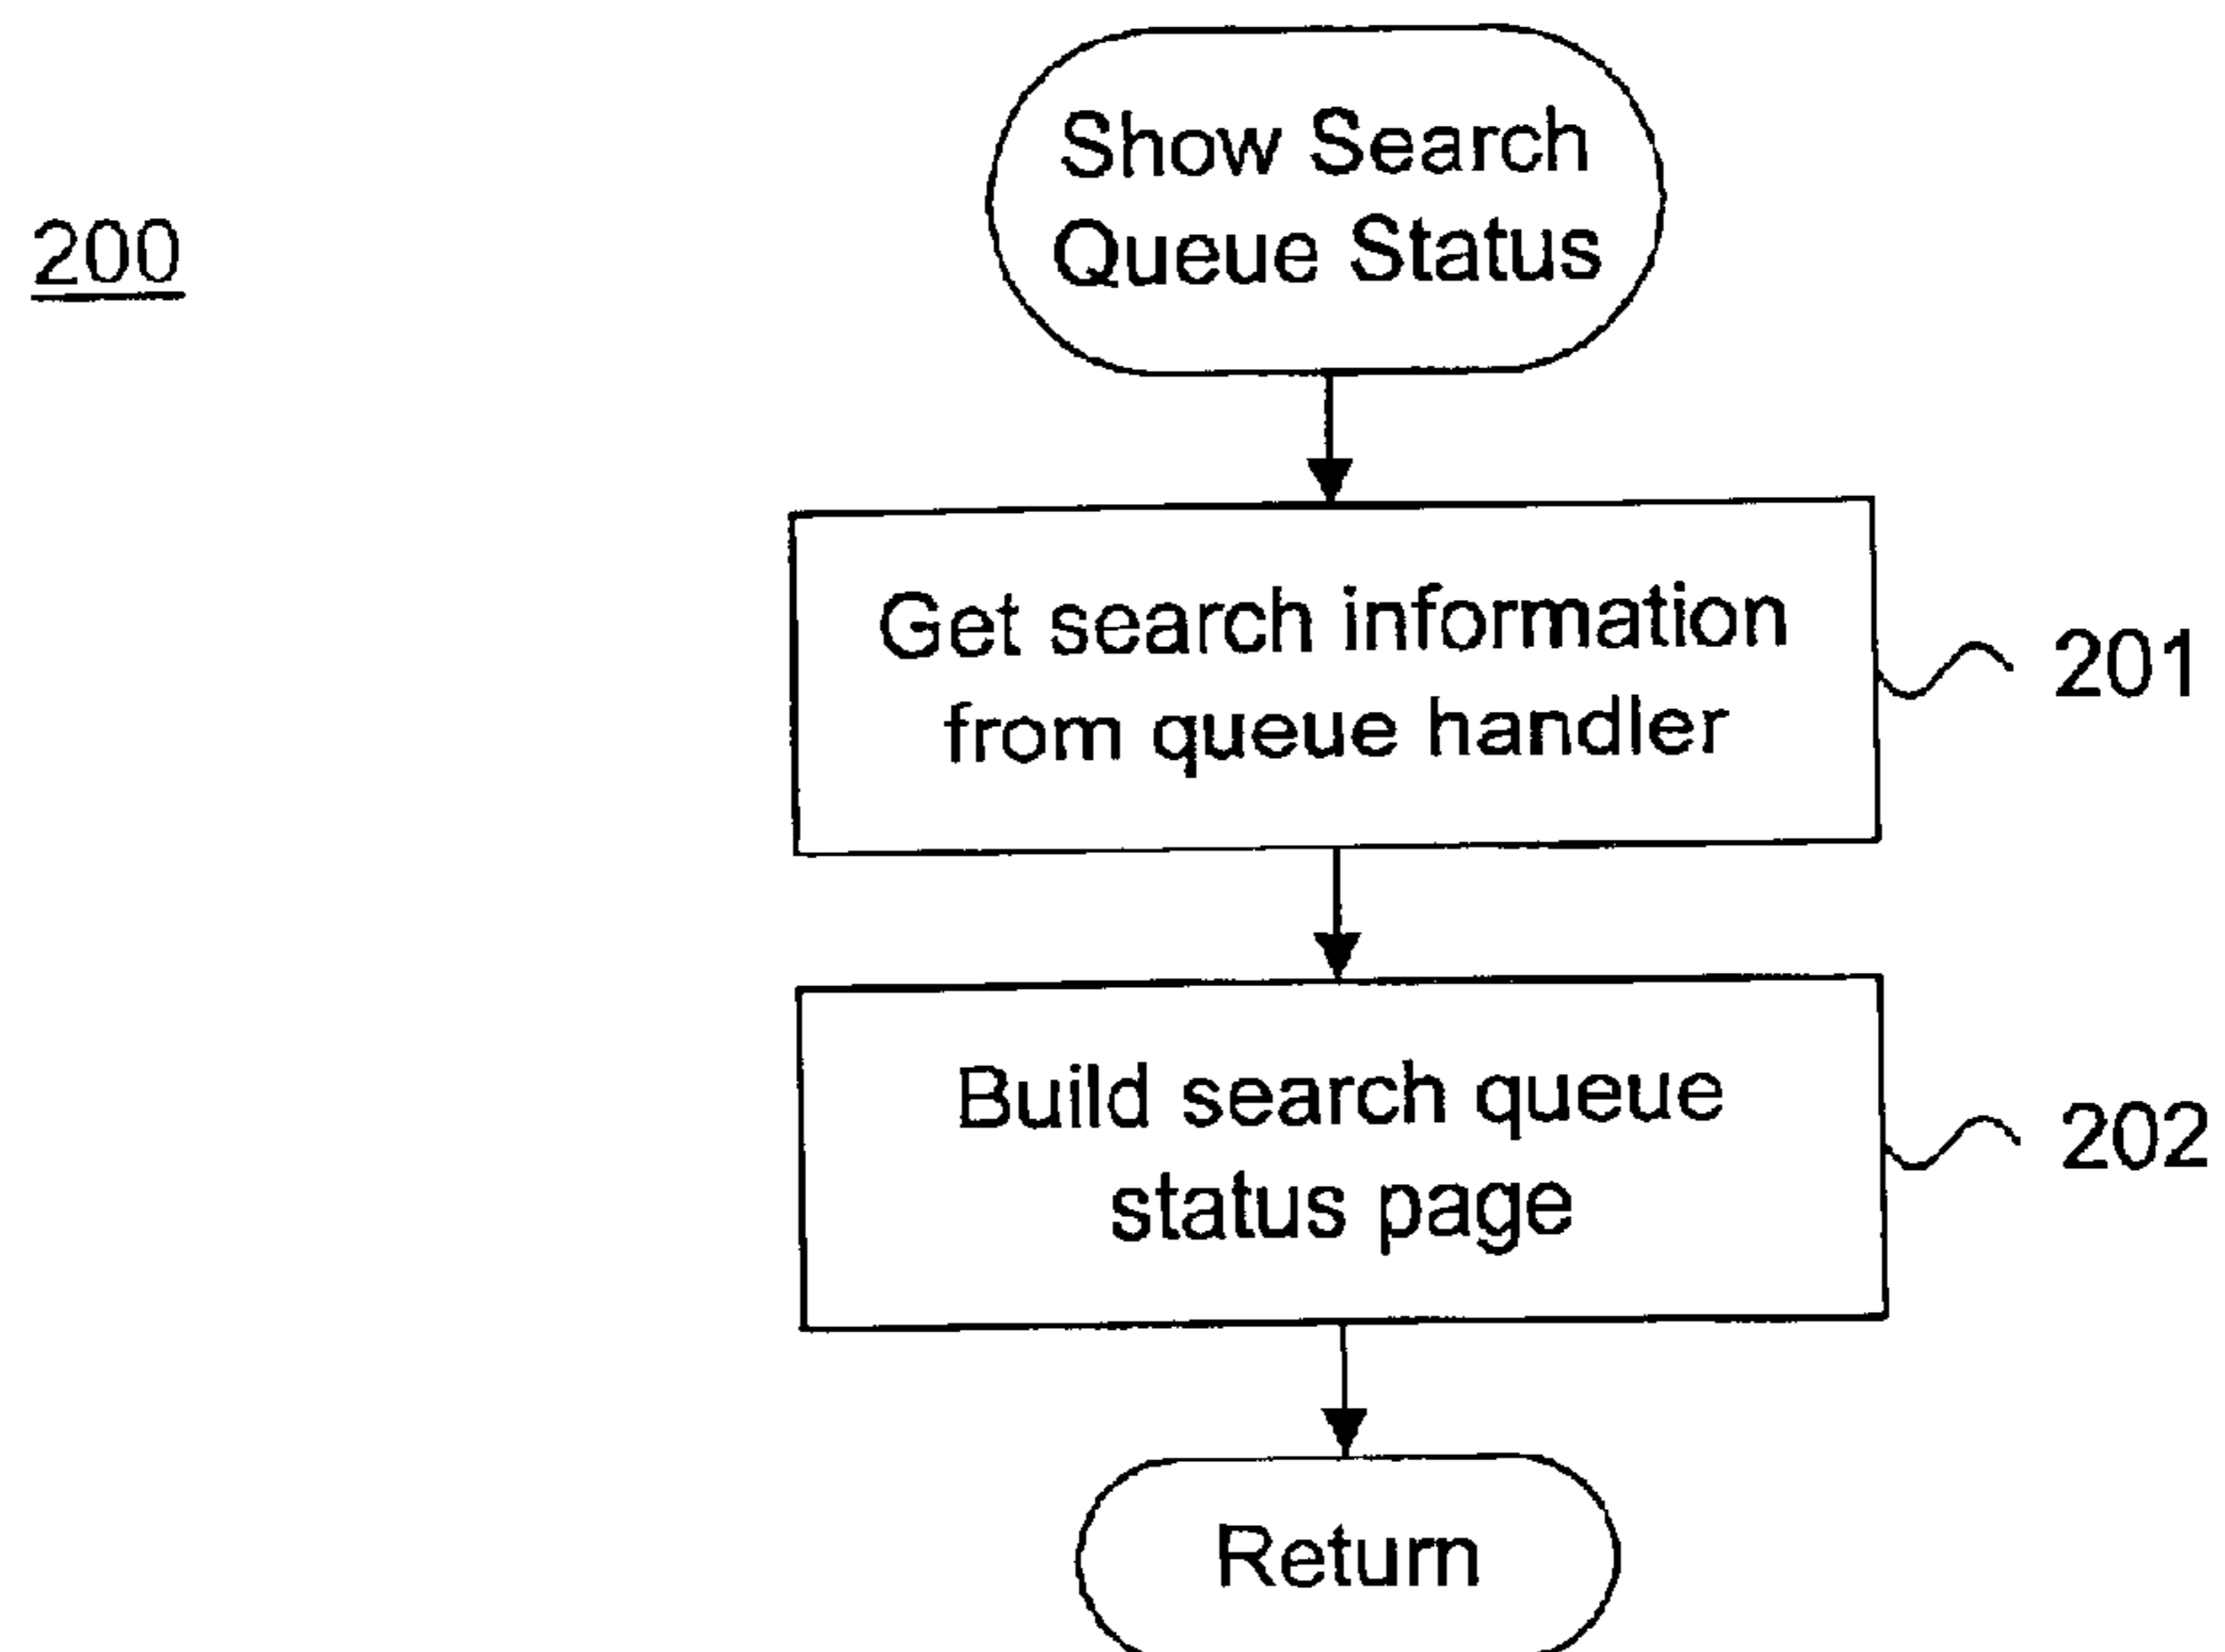 Show Search
Queue Status
200
Get search information
from queue handler
201
Build search queue
status page
202
Return